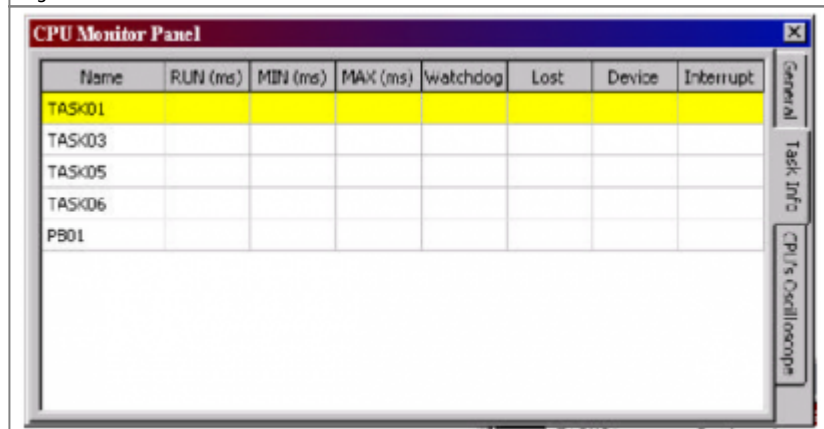 CPU Monitor Panel
Name RUN (ms) MIN (ms) MAX (ms) Watchdog Lost Device Interrupt
TASK01
TASK03
TASK05
TASK06
PB01
General
Task Info
CPU's Oscilloscope